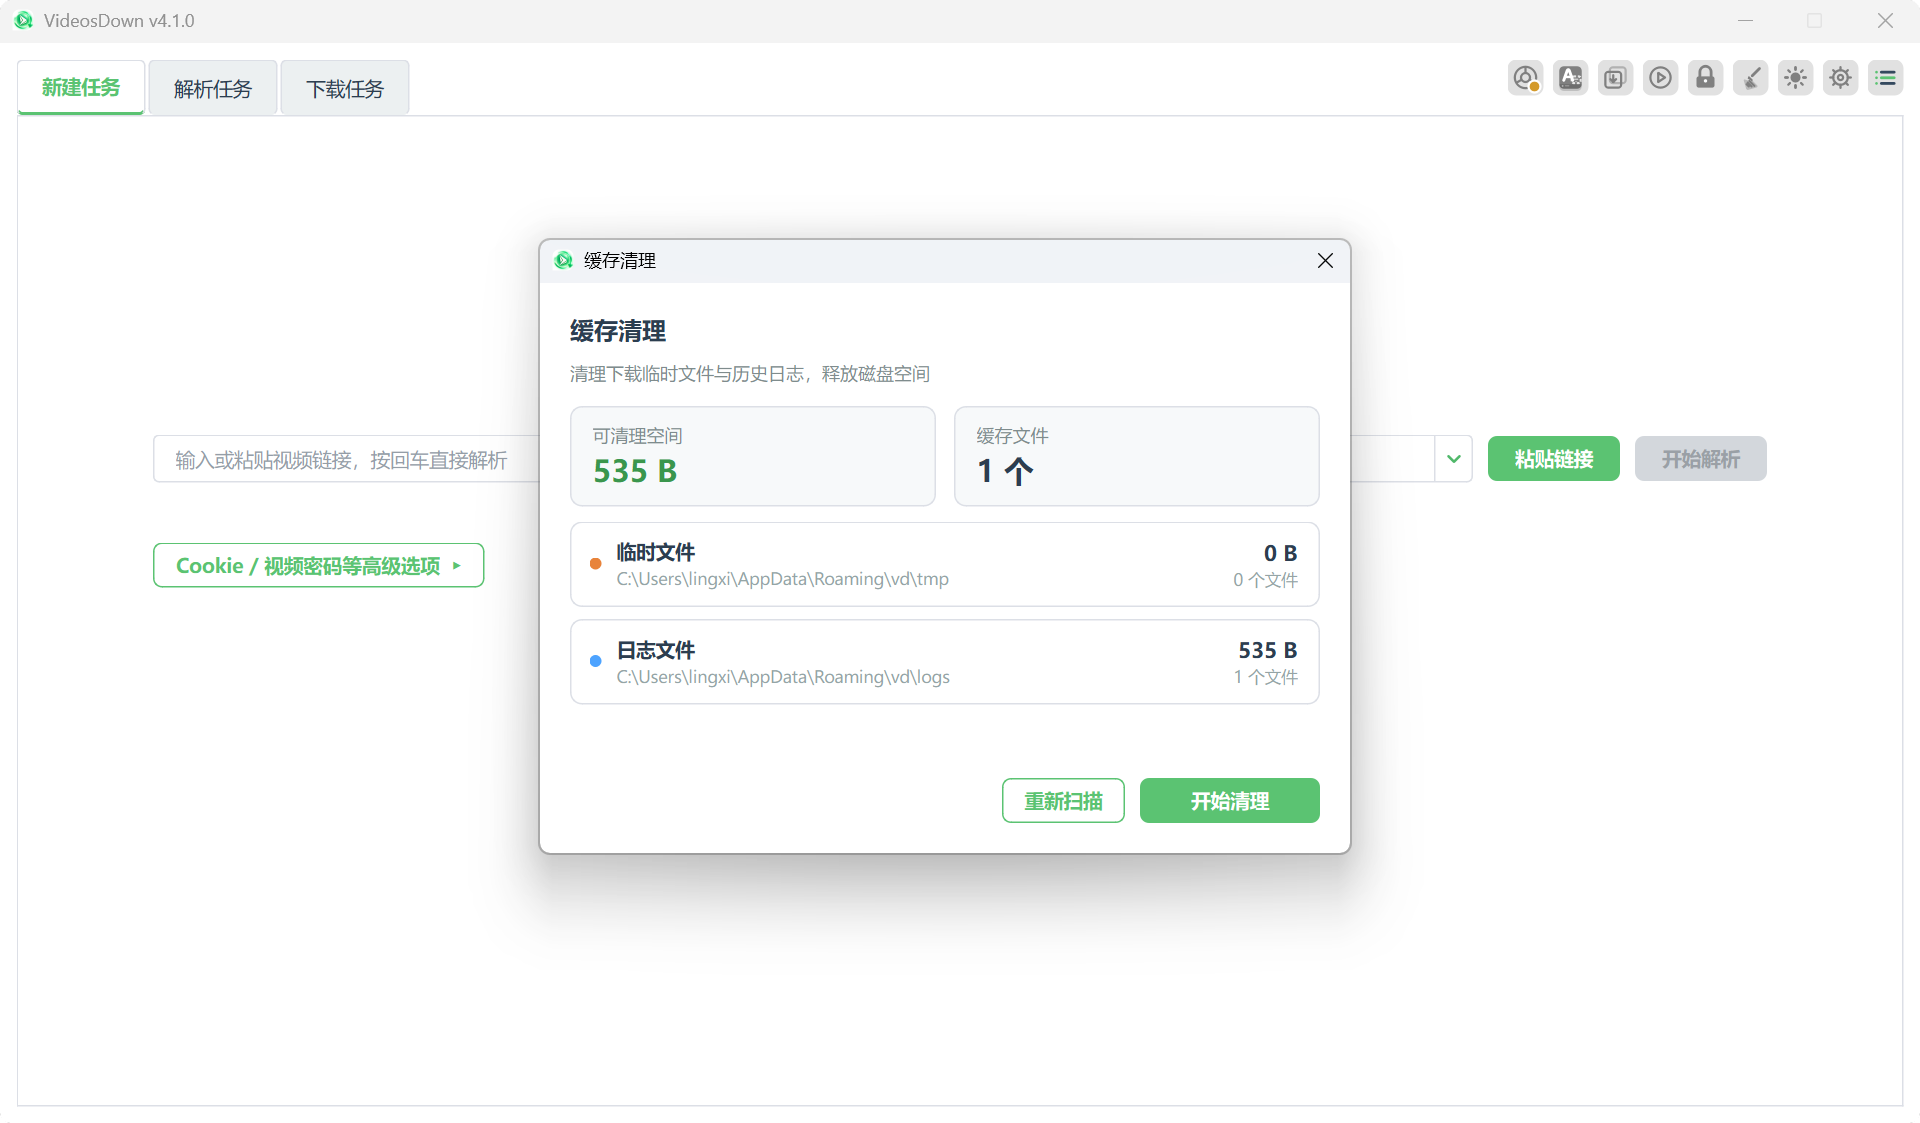 VideosDown v4.1.0
新建任务
解析任务
下载任务
缓存清理
缓存清理
清理下载临时文件与历史日志，释放磁盘空间
可清理空间
535 B
缓存文件
1 个
输入或粘贴视频链接，按回车直接解析
粘贴链接
开始解析
临时文件
0 B
C:\Users\lingxi\AppData\Roaming\vd\tmp
0 个文件
Cookie / 视频密码等高级选项
日志文件
535 B
C:\Users\lingxi\AppData\Roaming\vd\logs
1 个文件
重新扫描
开始清理